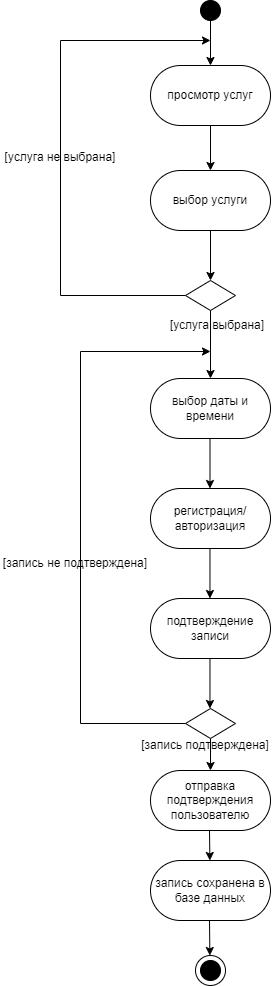 просмотр услуг
[услуга не выбрана]
выбор услуги
[услуга выбрана]
выбор даты и
времени
регистрация/
авторизация
[запись не подтверждена]
подтверждение
записи
[запись подтверждена]
отправка
подтверждения
пользователю
запись сохранена в
базе данных